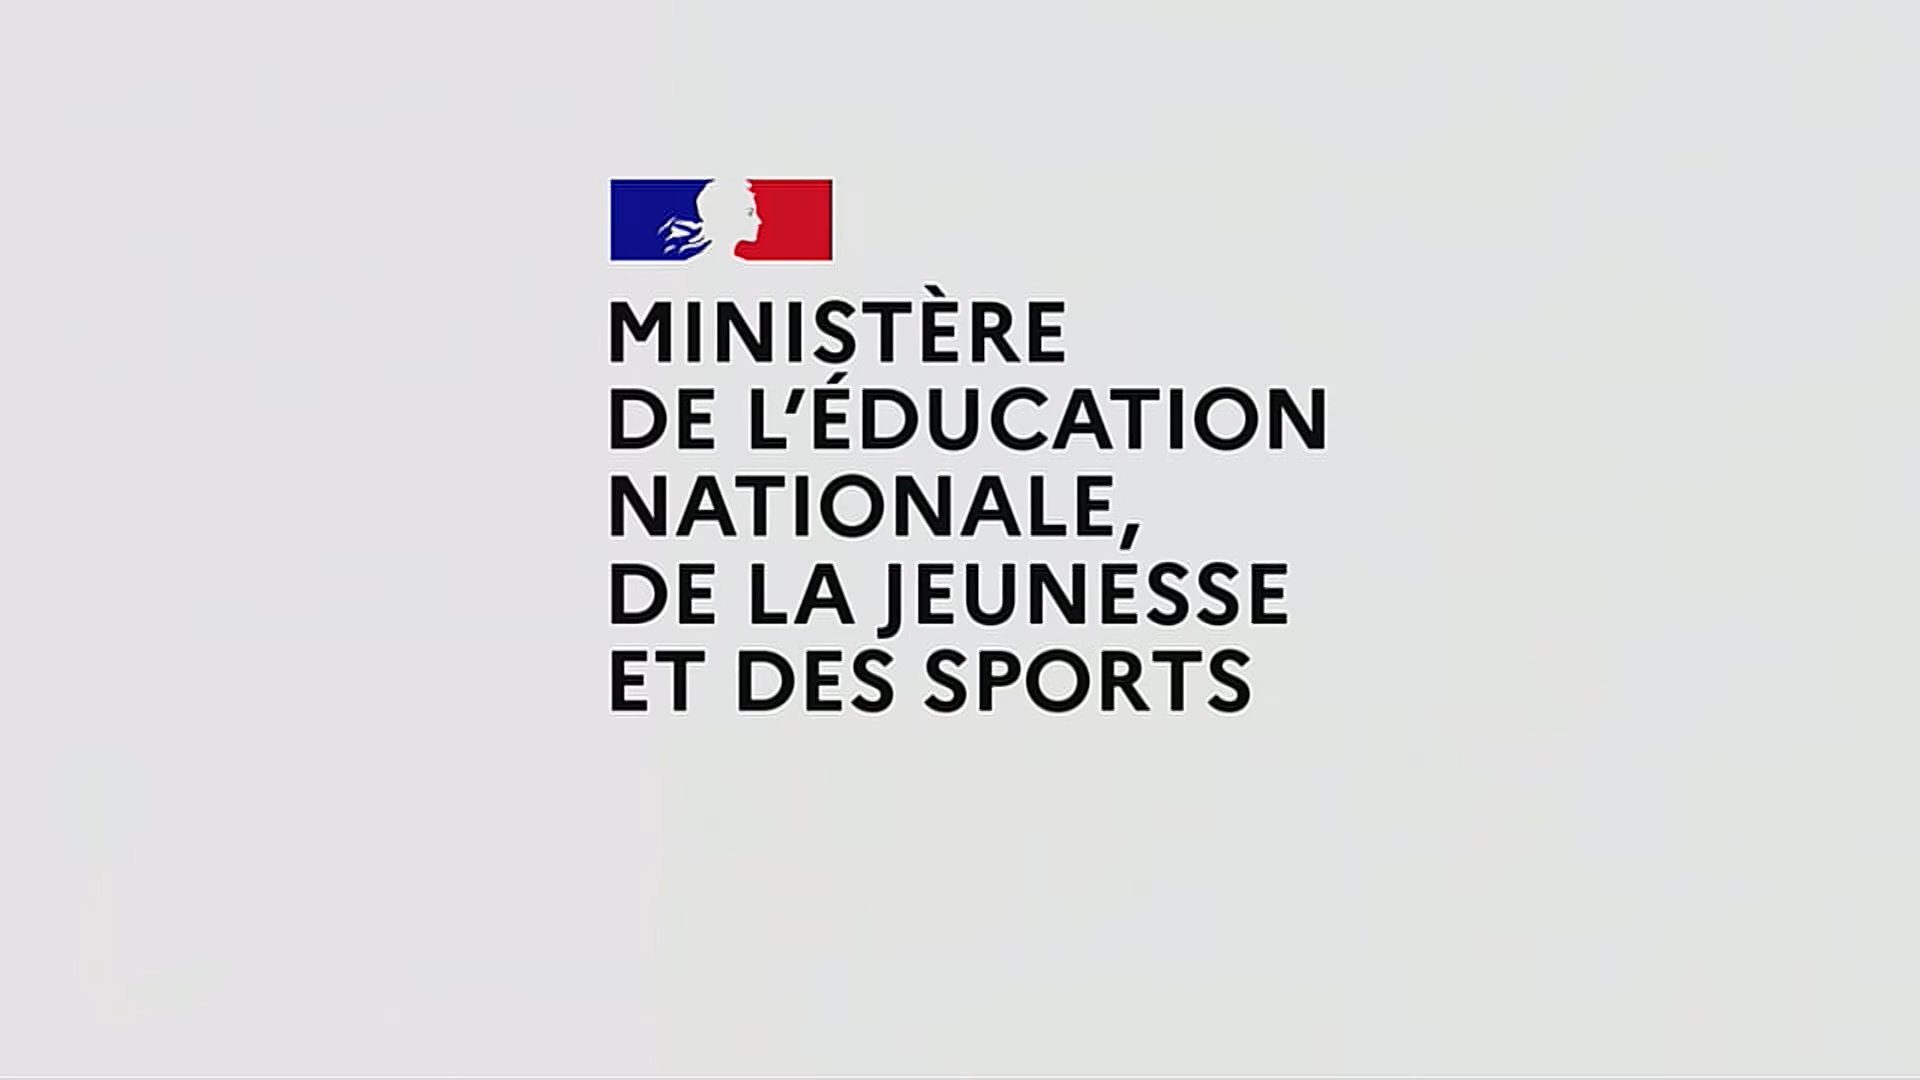 MINISTÈRE
DE L’ÉDUCATION
NATIONALE,
DE LA JEUNESSE
ET DES SPORTS